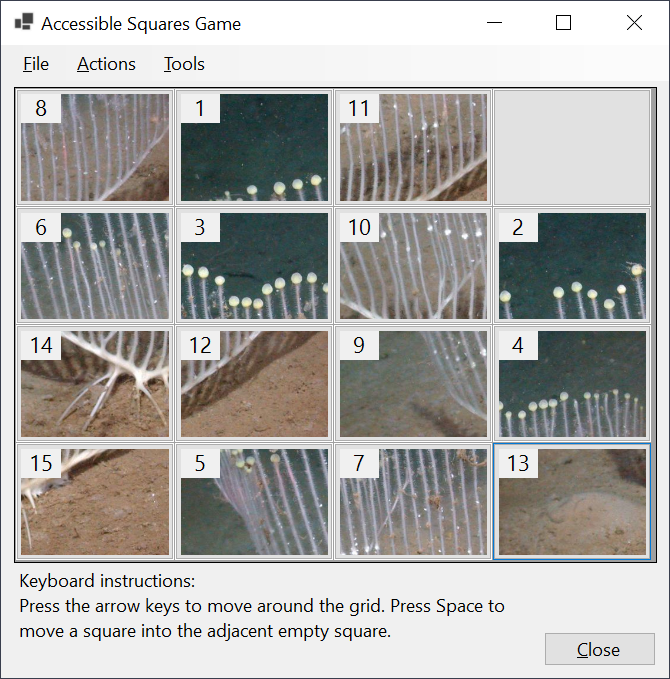 Accessible Squares Game
File Actions Tools
8 1 11
6 3 10 2
14 12 9 4
15 5 7 13
Keyboard instructions:
Press the arrow keys to move around the grid. Press Space to
move a square into the adjacent empty square.
Close